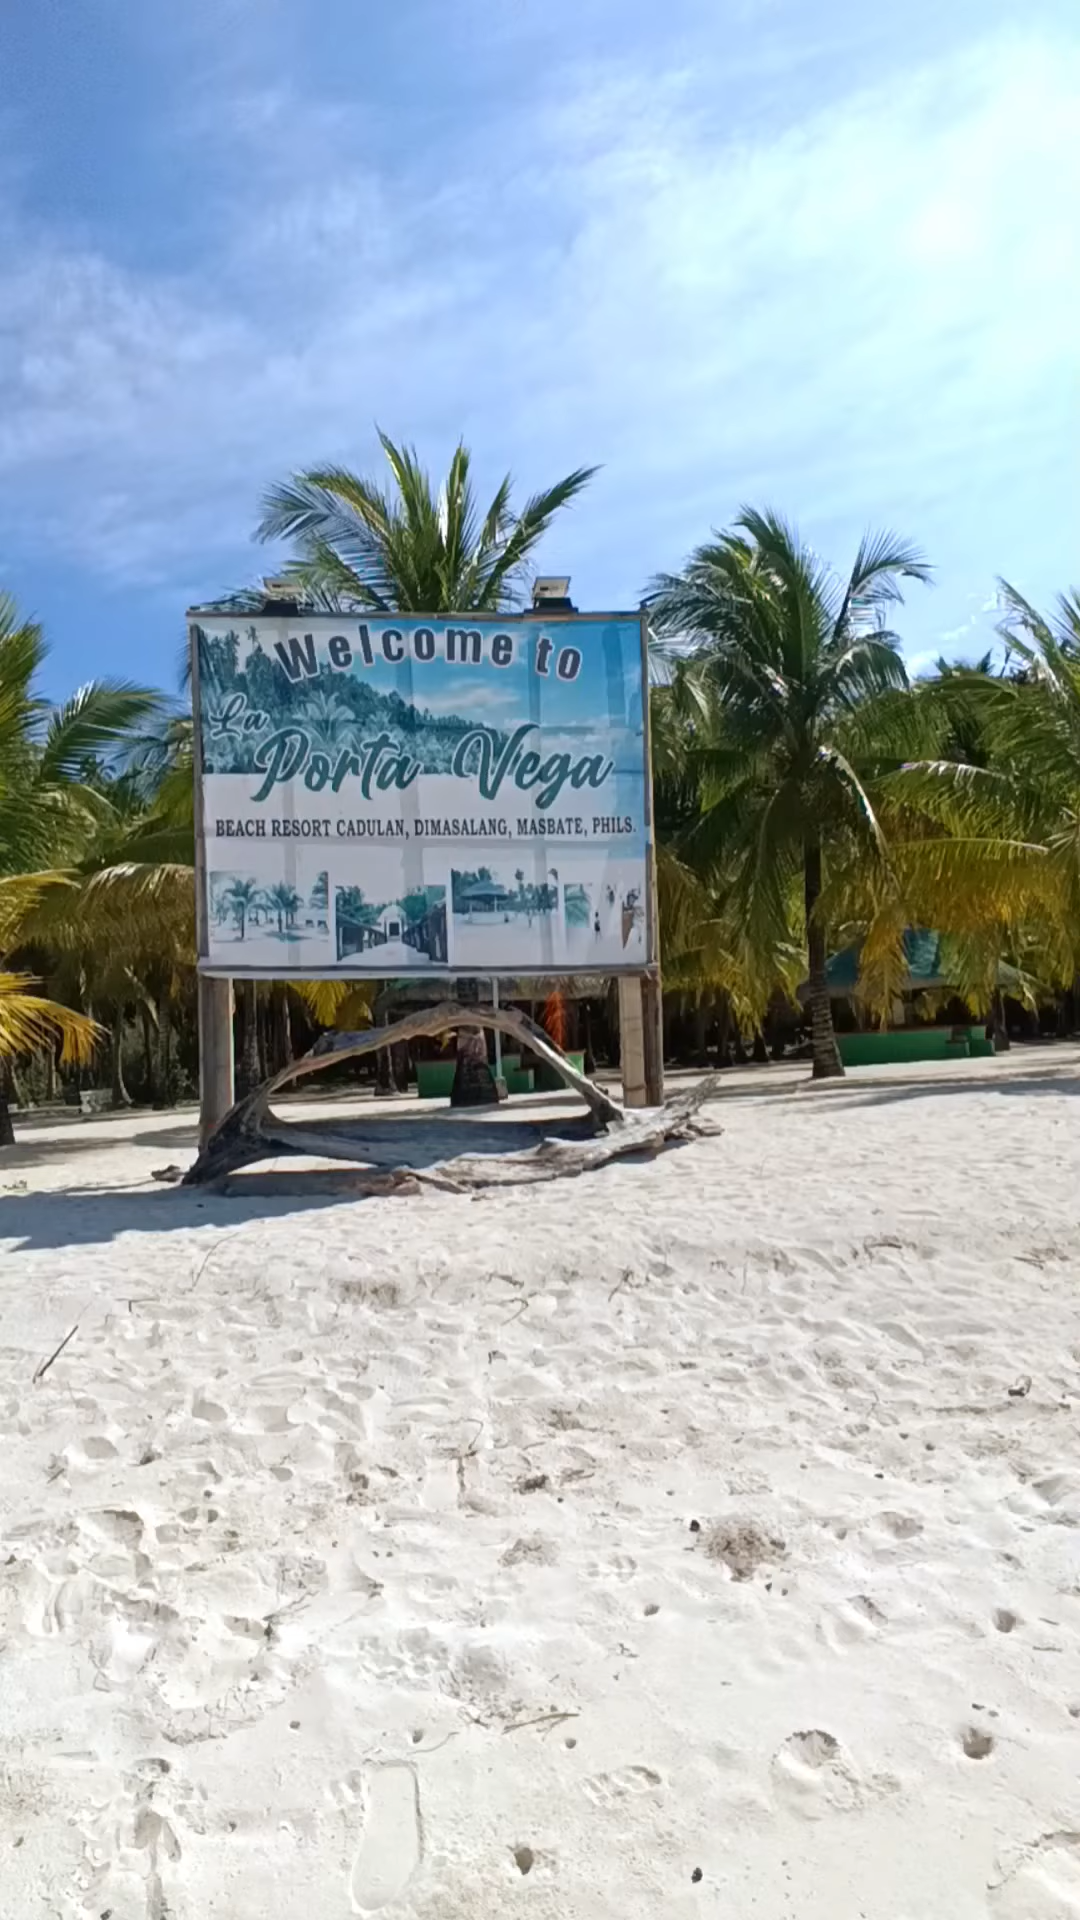 Welcome to
La
Porta Vega
BEACH RESORT CADULAN, DIMASALANG, MASBATE, PHILS.